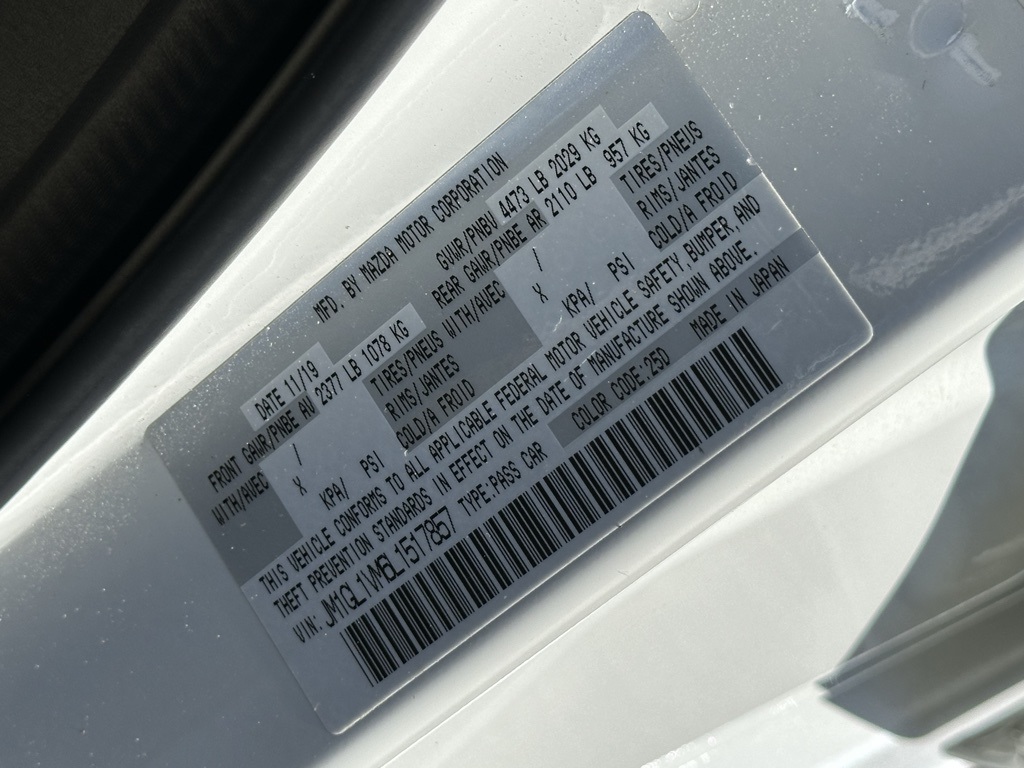 MFD. BY MAZDA MOTOR CORPORATION
DATE 11/19 GVWR/PNBV 4473 LB 2029 KG
FRONT GAWR/PNBE AV 2377 LB 1078 KG REAR GAWR/PNBE AR 2110 LB 957 KG
WITH/AVEC TIRES/PNEUS WITH/AVEC TIRES/PNEUS
X / RIMS/JANTES X / RIMS/JANTES
KPA/ PSI COLD/A FROID KPA/ PSI COLD/A FROID
THIS VEHICLE CONFORMS TO ALL APPLICABLE FEDERAL MOTOR VEHICLE SAFETY, BUMPER, AND
THEFT PREVENTION STANDARDS IN EFFECT ON THE DATE OF MANUFACTURE SHOWN ABOVE.
VIN: JM1GL1VM6L1517857 TYPE:PASS CAR COLOR CODE:25D MADE IN JAPAN